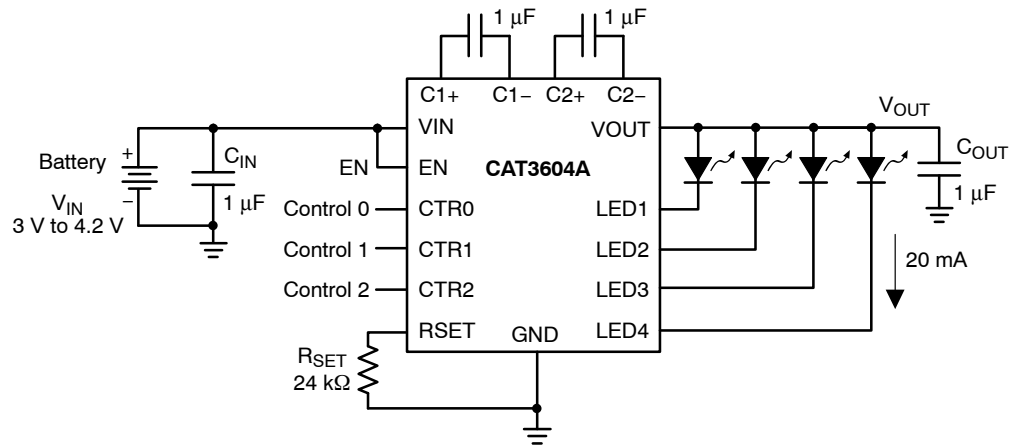 1 μF
1 μF
C1+
C1−
C2+
C2−
VOUT
VIN
VOUT
Battery
+
CIN
EN
EN
CAT3604A
COUT
VIN
−
1 μF
1 μF
3 V to 4.2 V
Control 0
CTR0
LED1
Control 1
CTR1
LED2
20 mA
Control 2
CTR2
LED3
RSET
GND
LED4
RSET
24 kΩ